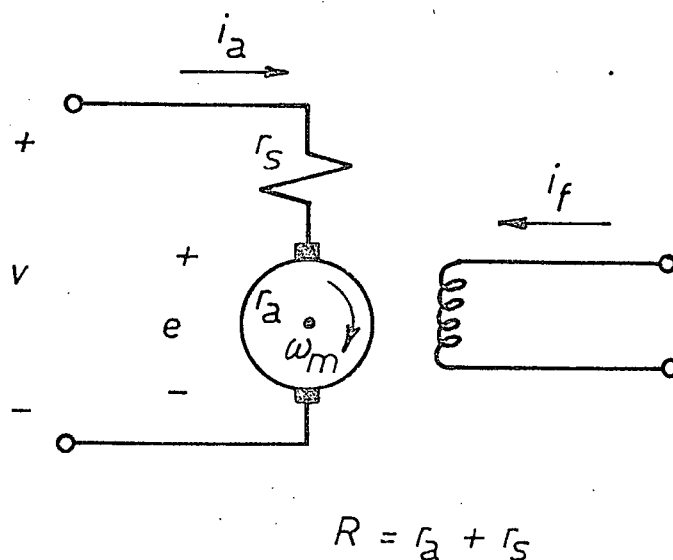 i_a
+
r_s
i_f
+
v
r_a
e
ω_m
-
-
R = r_a + r_s